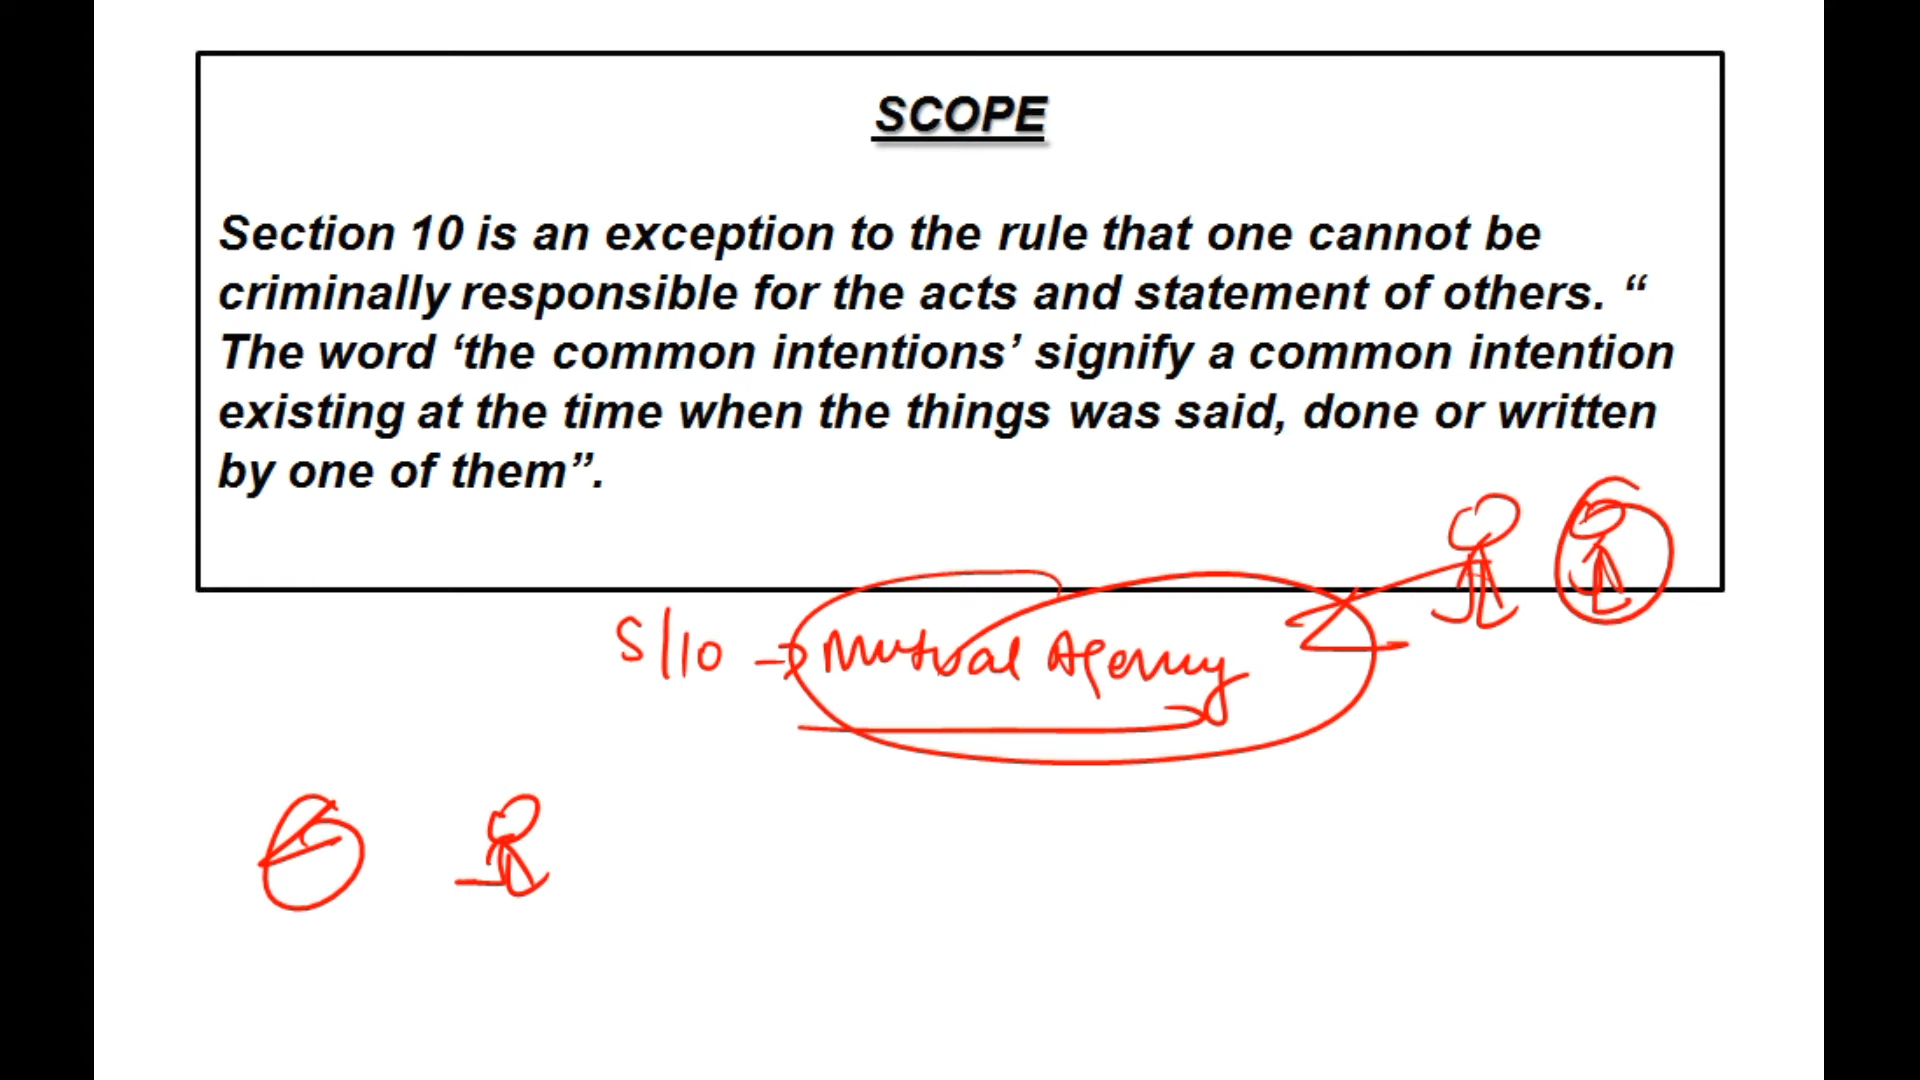 SCOPE
Section 10 is an exception to the rule that one cannot be
criminally responsible for the acts and statement of others. “
The word ‘the common intentions’ signify a common intention
existing at the time when the things was said, done or written
by one of them”.
S/10 → Mutual Agency